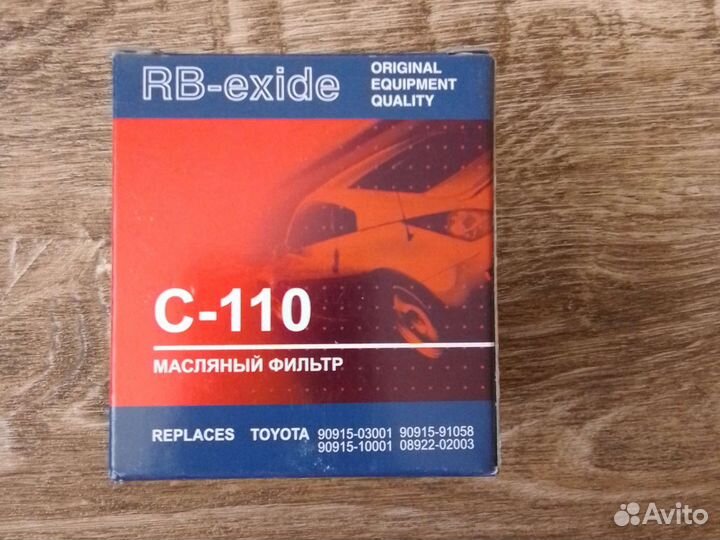 RB-exide
ORIGINAL
EQUIPMENT
QUALITY
C-110
МАСЛЯНЫЙ ФИЛЬТР
REPLACES TOYOTA 90915-03001 90915-91058
90915-10001 08922-02003
Avito